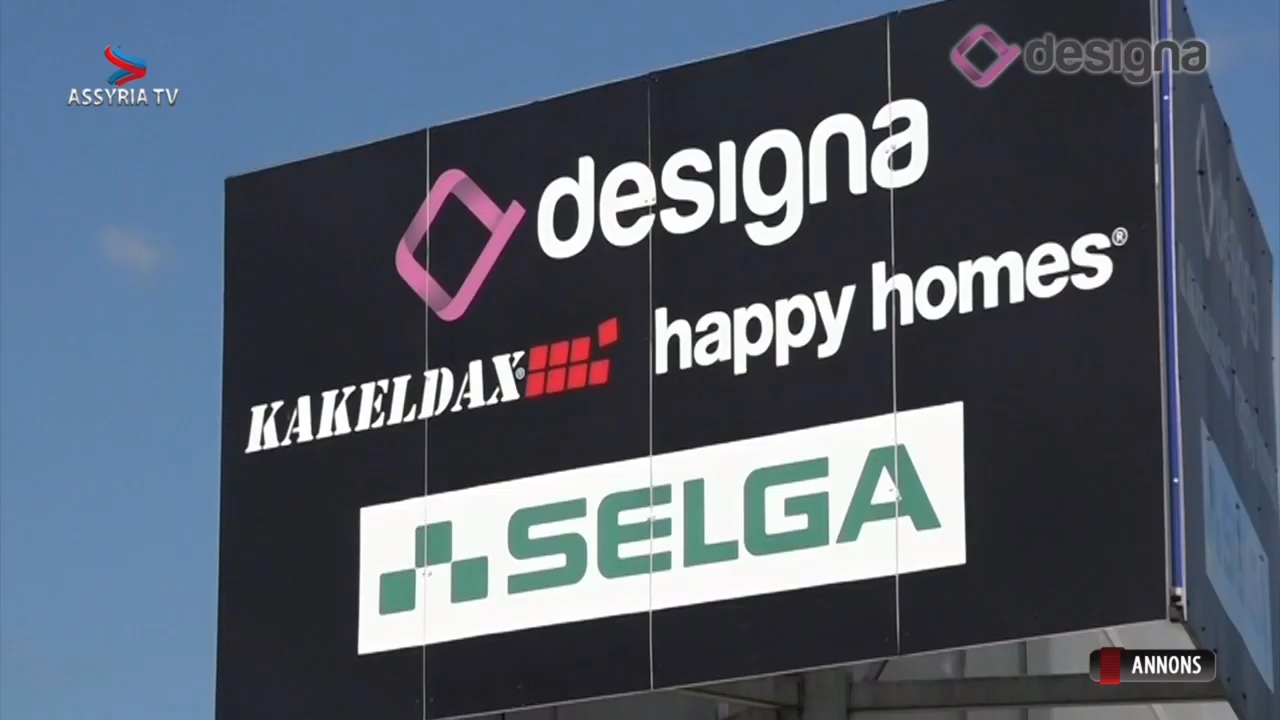 ASSYRIA TV
designa
designa
happy homes®
KAKELDAX®
SELGA
ANNONS